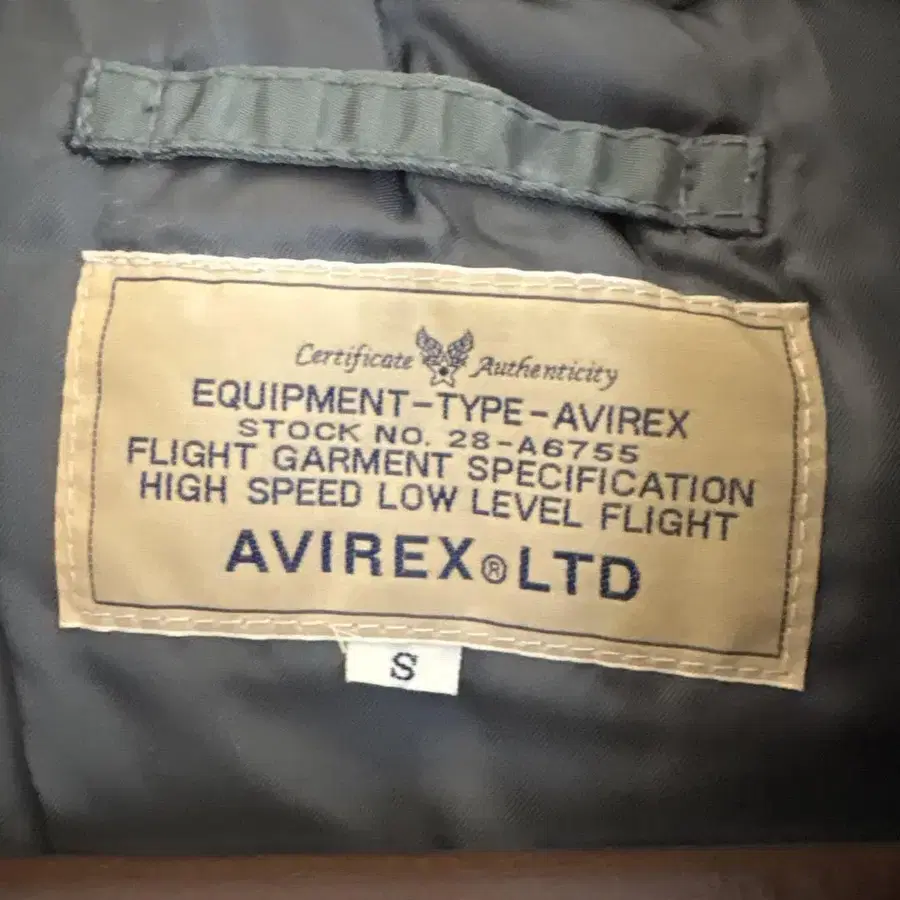 Certificate Authenticity
EQUIPMENT-TYPE-AVIREX
STOCK NO. 28-A6755
FLIGHT GARMENT SPECIFICATION
HIGH SPEED LOW LEVEL FLIGHT
AVIREX® LTD
S